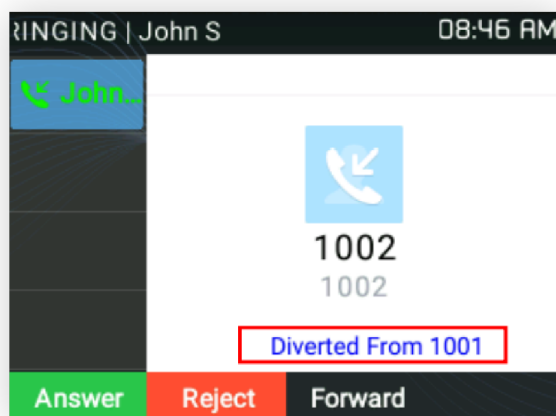 RINGING | John S
08:46 AM
John...
1002
1002
Diverted From 1001
Answer
Reject
Forward